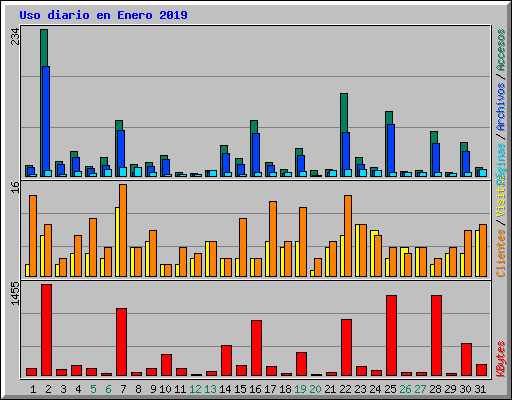 Uso diario en Enero 2019
234
16
1455
Accesos
/
Archivos
/
Páginas
Visitas
/
Clientes
KBytes
1 2 3 4 5 6 7 8 9 10 11 12 13 14 15 16 17 18 19 20 21 22 23 24 25 26 27 28 29 30 31